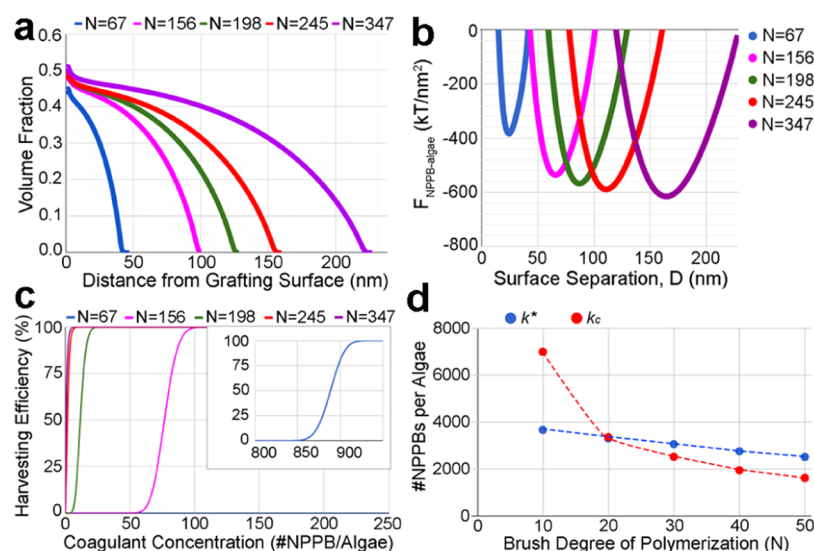 a
N=67 N=156 N=198 N=245 N=347
Volume Fraction
0.6
0.5
0.4
0.3
0.2
0.1
0.0
0 50 100 150 200
Distance from Grafting Surface (nm)
b
F NPPB-algae (kT/nm²)
0
-200
-400
-600
-800
0 50 100 150 200
Surface Separation, D (nm)
N=67
N=156
N=198
N=245
N=347
c
N=67 N=156 N=198 N=245 N=347
Harvesting Efficiency (%)
100
75
50
25
0
0 50 100 150 200 250
Coagulant Concentration (#NPPB/Algae)
100
75
50
25
0
800 850 900
d
k* kc
#NPPBs per Algae
8000
6000
4000
2000
0
0 10 20 30 40 50
Brush Degree of Polymerization (N)